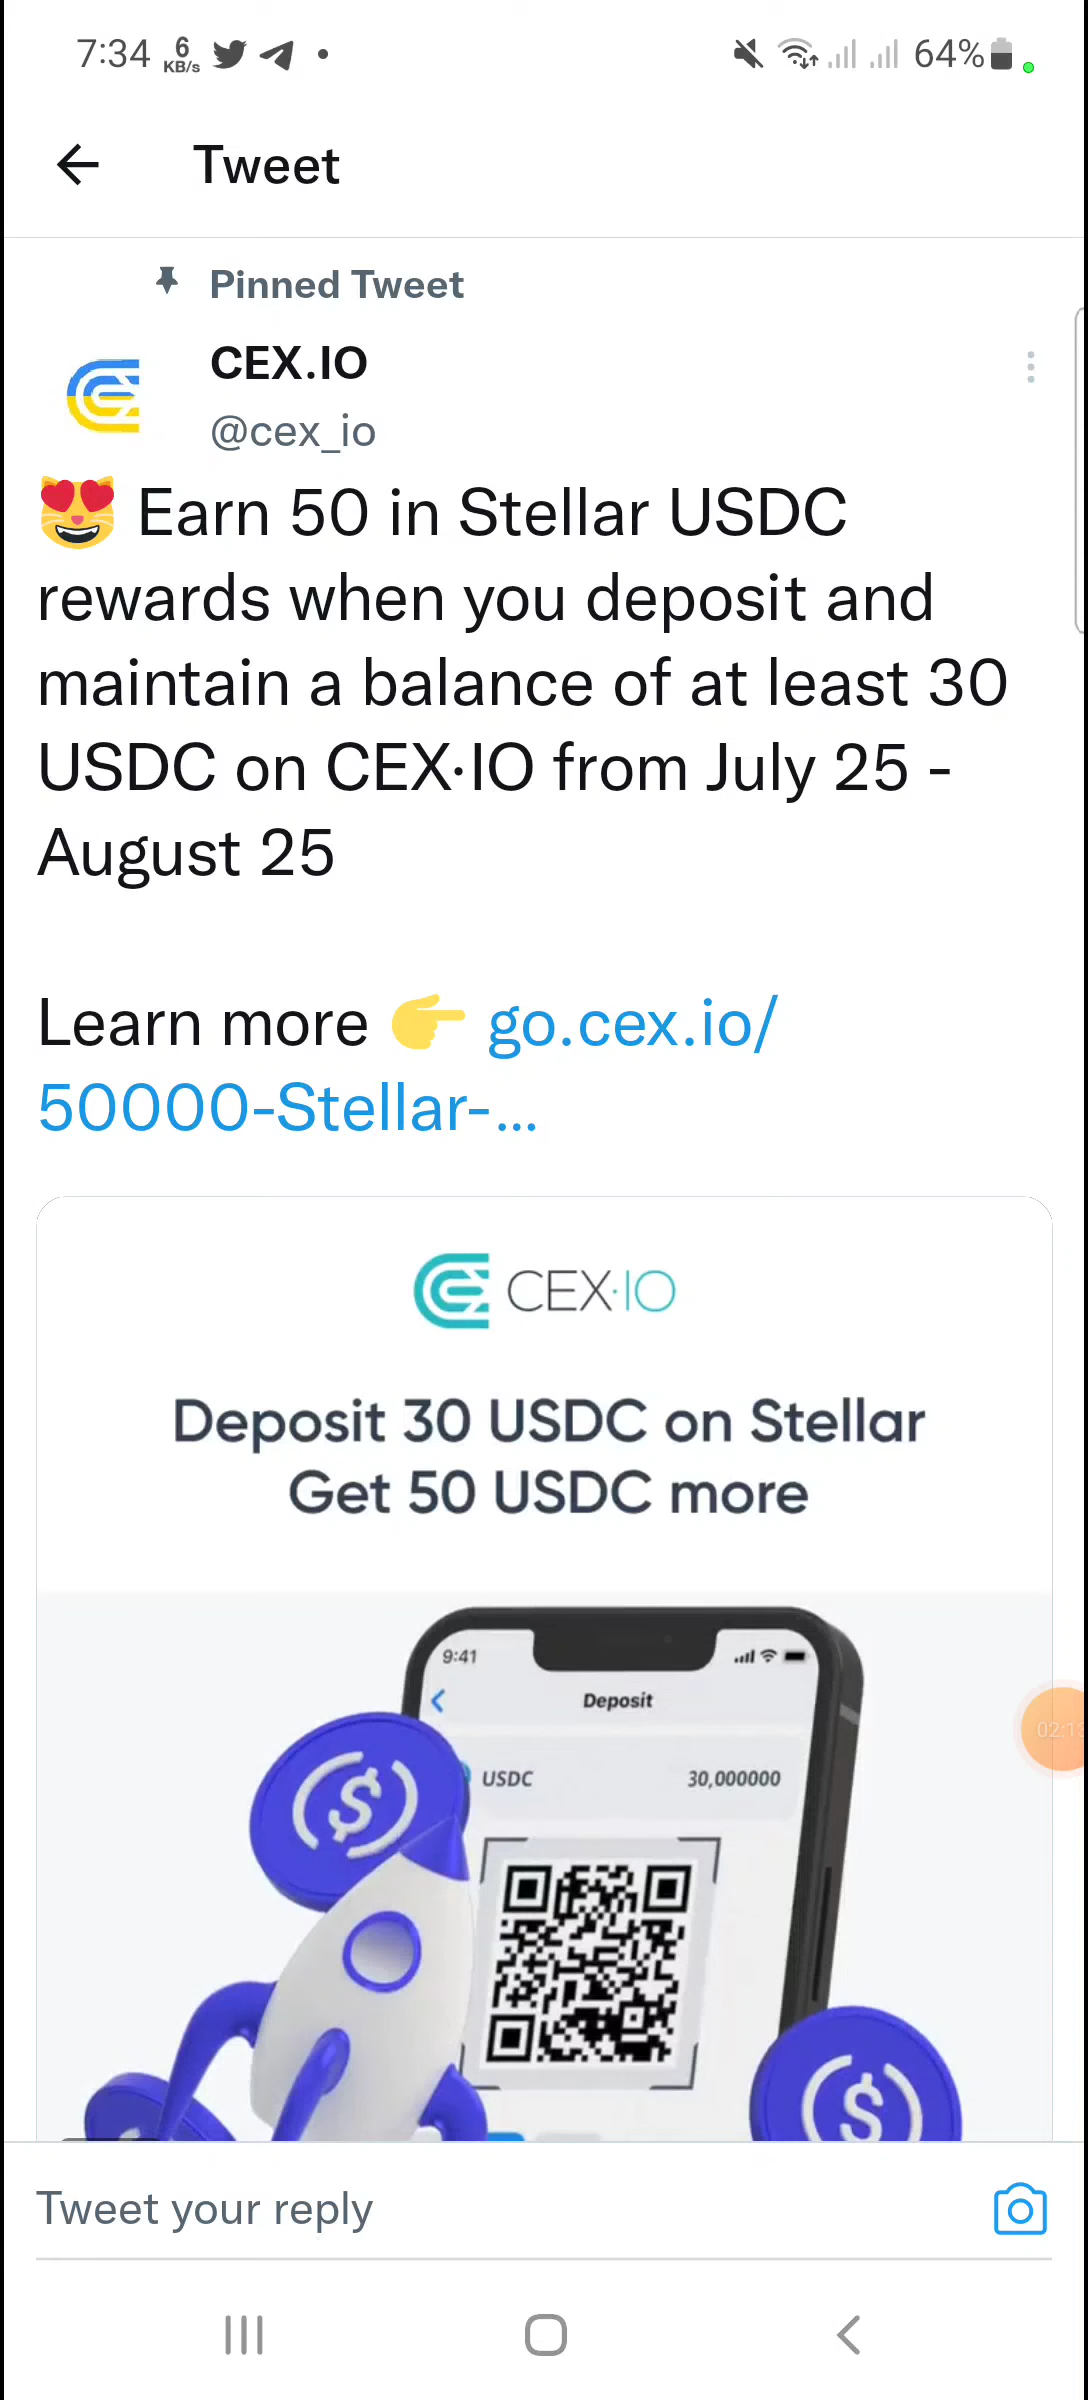 7:34 6 KB/s 64%
Tweet
Pinned Tweet
CEX.IO
@cex_io
😻 Earn 50 in Stellar USDC
rewards when you deposit and
maintain a balance of at least 30
USDC on CEX·IO from July 25 -
August 25
Learn more 👉 go.cex.io/
50000-Stellar-...
CEX·IO
Deposit 30 USDC on Stellar
Get 50 USDC more
9:41
Deposit
USDC 30,000000
Tweet your reply